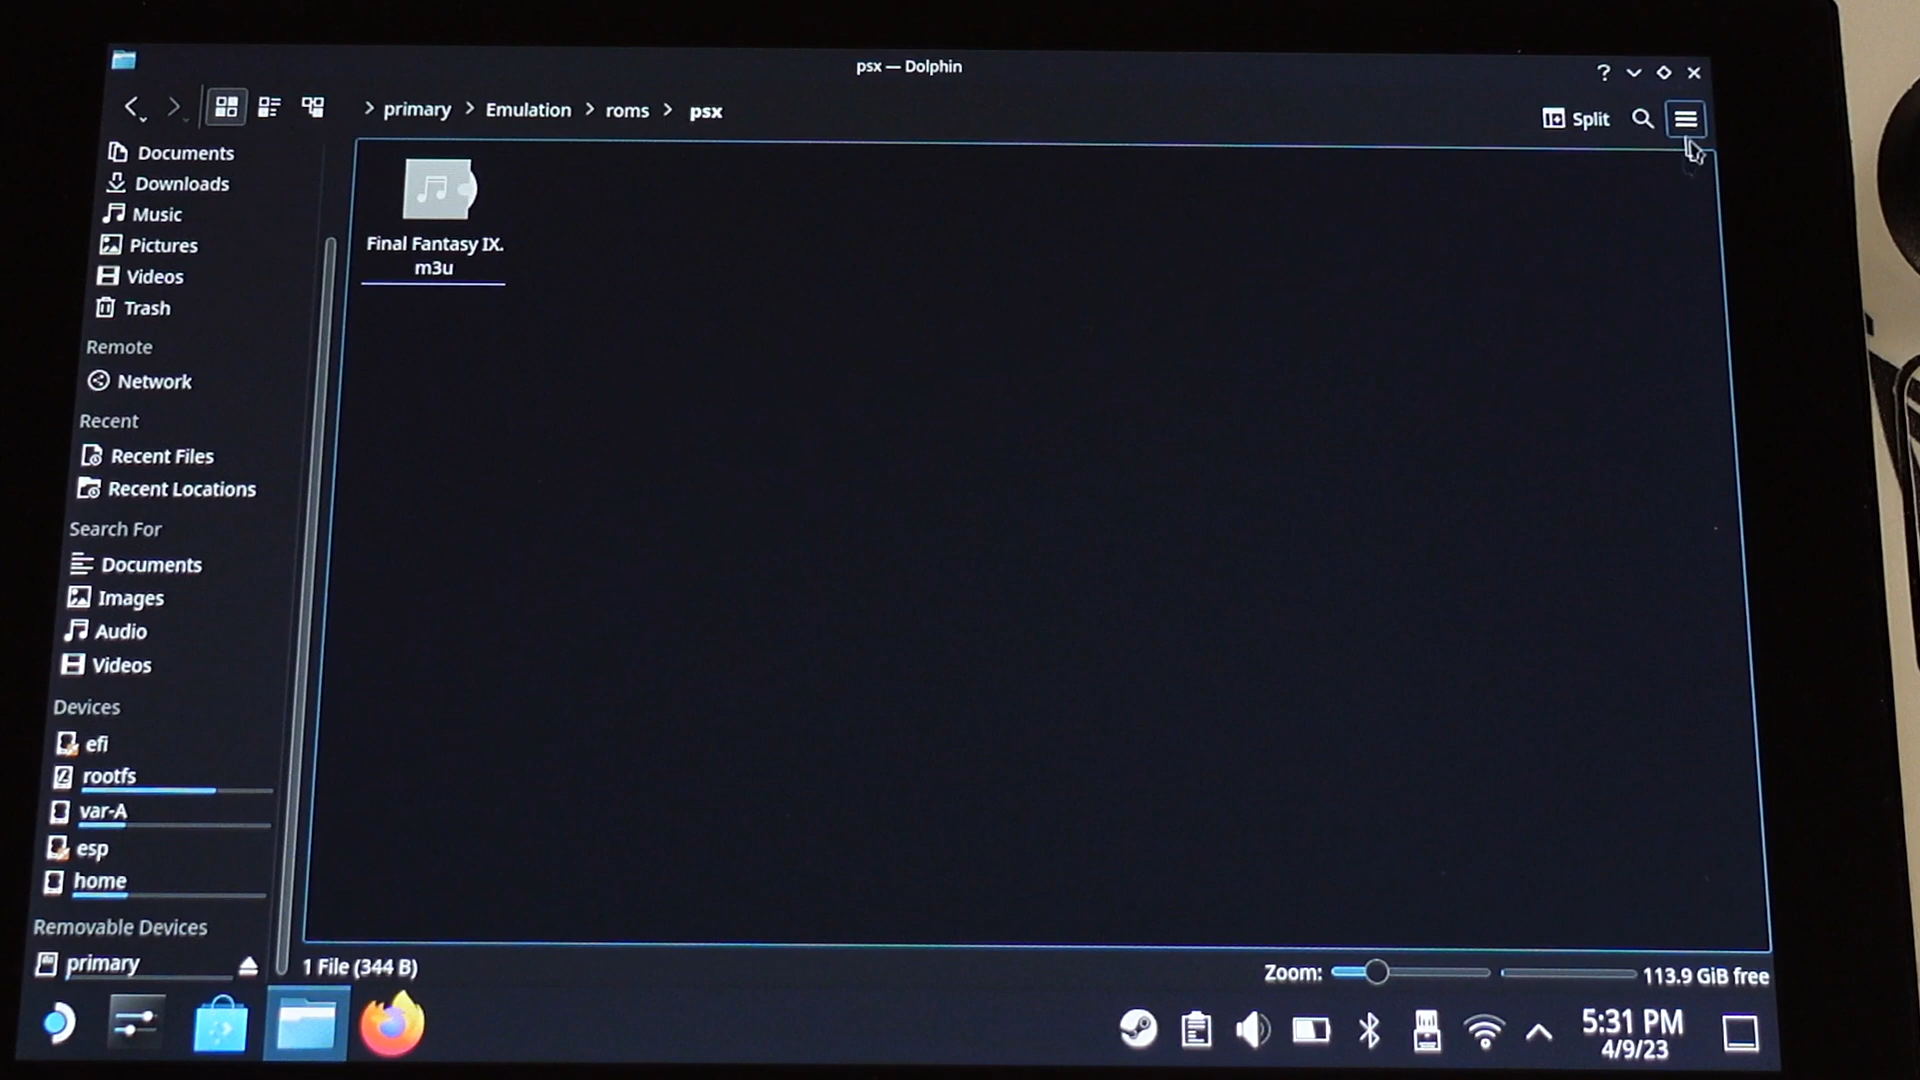 psx — Dolphin
primary > Emulation > roms > psx
Split
Documents
Downloads
Music
Pictures
Videos
Trash
Remote
Network
Recent
Recent Files
Recent Locations
Search For
Documents
Images
Audio
Videos
Devices
efi
rootfs
var-A
esp
home
Removable Devices
primary
Final Fantasy IX.
m3u
1 File (344 B)
Zoom:
113.9 GiB free
5:31 PM
4/9/23